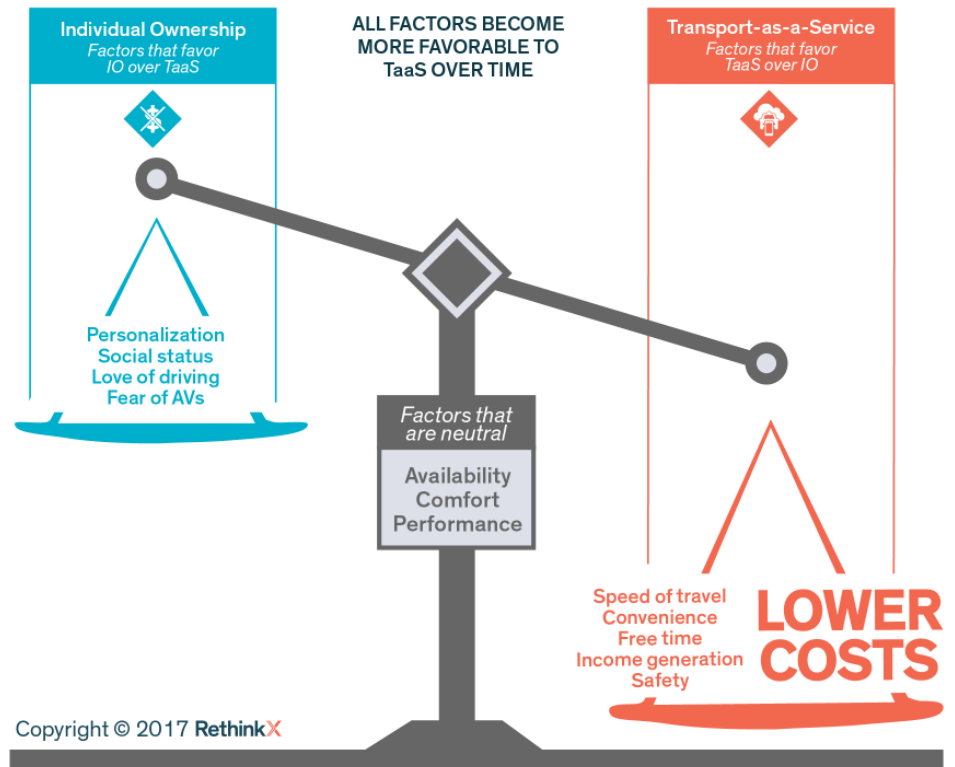 Individual Ownership
Factors that favor
IO over TaaS
ALL FACTORS BECOME
MORE FAVORABLE TO
TaaS OVER TIME
Transport-as-a-Service
Factors that favor
TaaS over IO
$
Personalization
Social status
Love of driving
Fear of AVs
Factors that
are neutral
Availability
Comfort
Performance
Speed of travel
Convenience
Free time
Income generation
Safety
LOWER
COSTS
Copyright © 2017 RethinkX